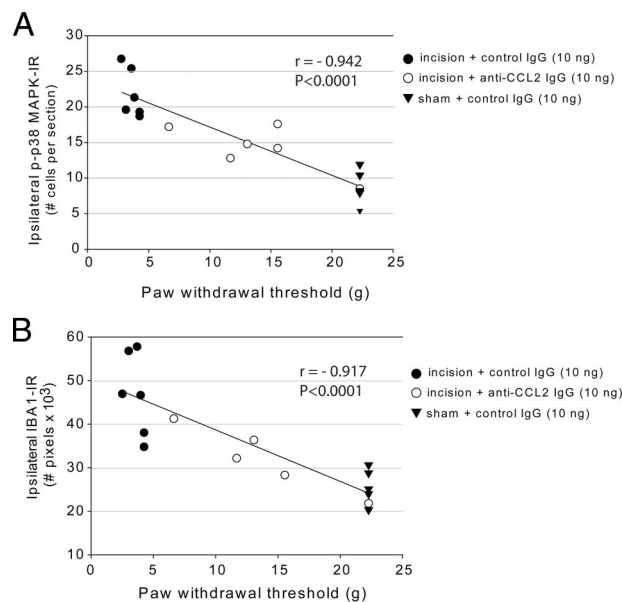 A
Ipsilateral p-p38 MAPK-IR
(# cells per section)
30
25
20
15
10
5
0
r = - 0.942
P<0.0001
incision + control IgG (10 ng)
incision + anti-CCL2 IgG (10 ng)
sham + control IgG (10 ng)
0 5 10 15 20 25
Paw withdrawal threshold (g)
B
Ipsilateral IBA1-IR
(# pixels x 10³)
60
50
40
30
20
10
r = - 0.917
P<0.0001
incision + control IgG (10 ng)
incision + anti-CCL2 IgG (10 ng)
sham + control IgG (10 ng)
0 5 10 15 20 25
Paw withdrawal threshold (g)